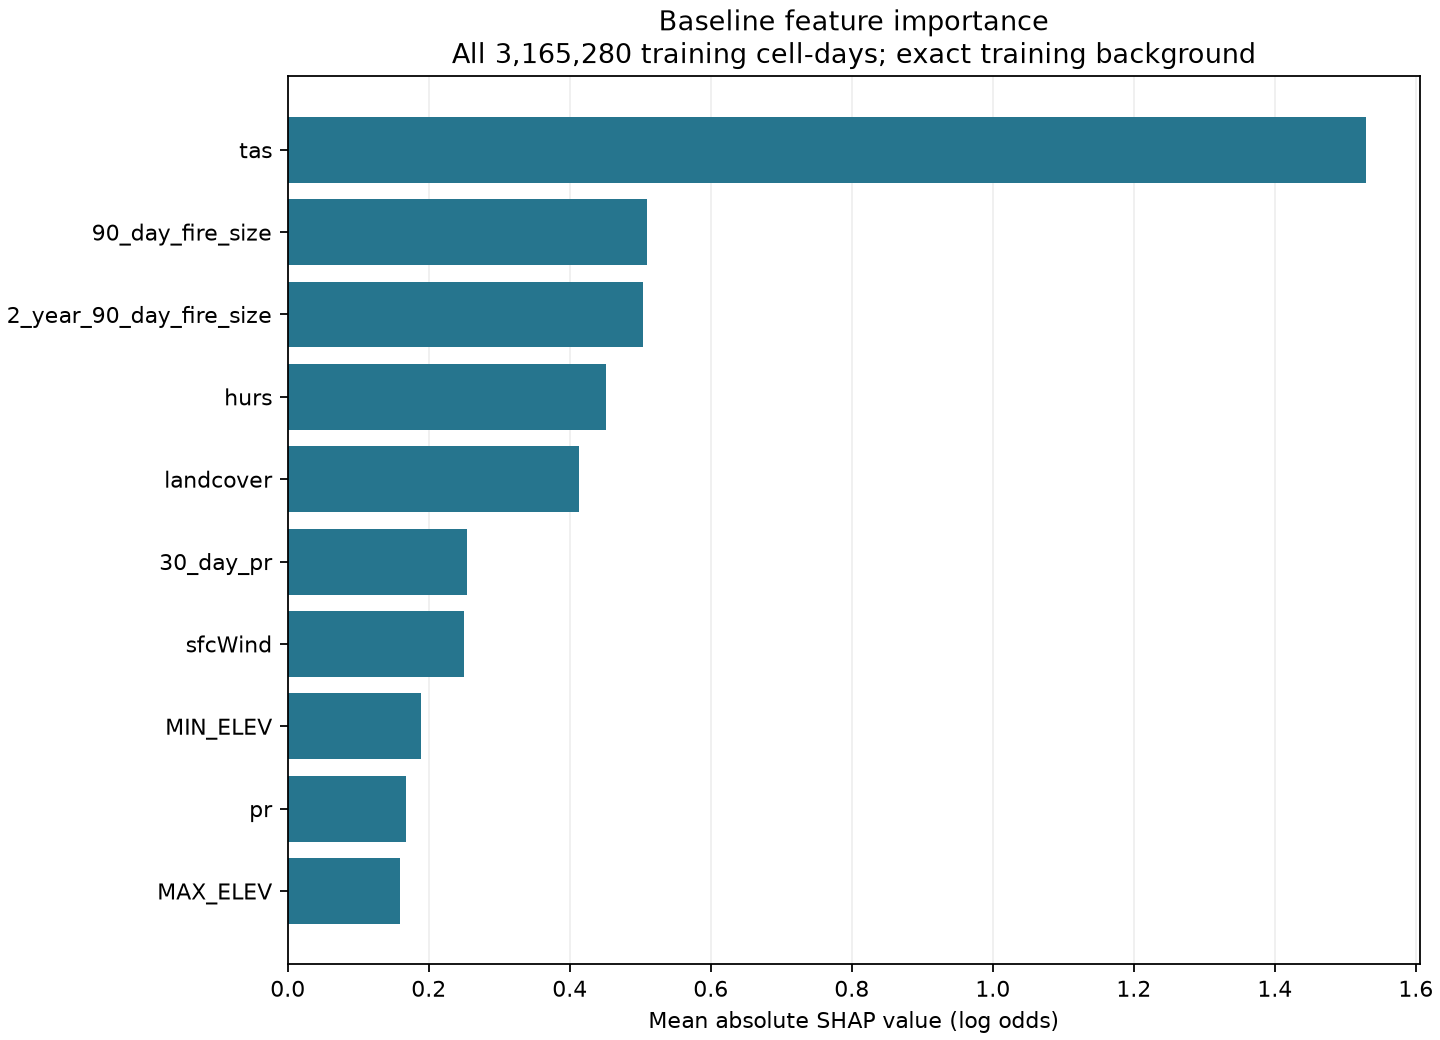 Baseline feature importance
All 3,165,280 training cell-days; exact training background
tas
90_day_fire_size
2_year_90_day_fire_size
hurs
landcover
30_day_pr
sfcWind
MIN_ELEV
pr
MAX_ELEV
0.0 0.2 0.4 0.6 0.8 1.0 1.2 1.4 1.6
Mean absolute SHAP value (log odds)